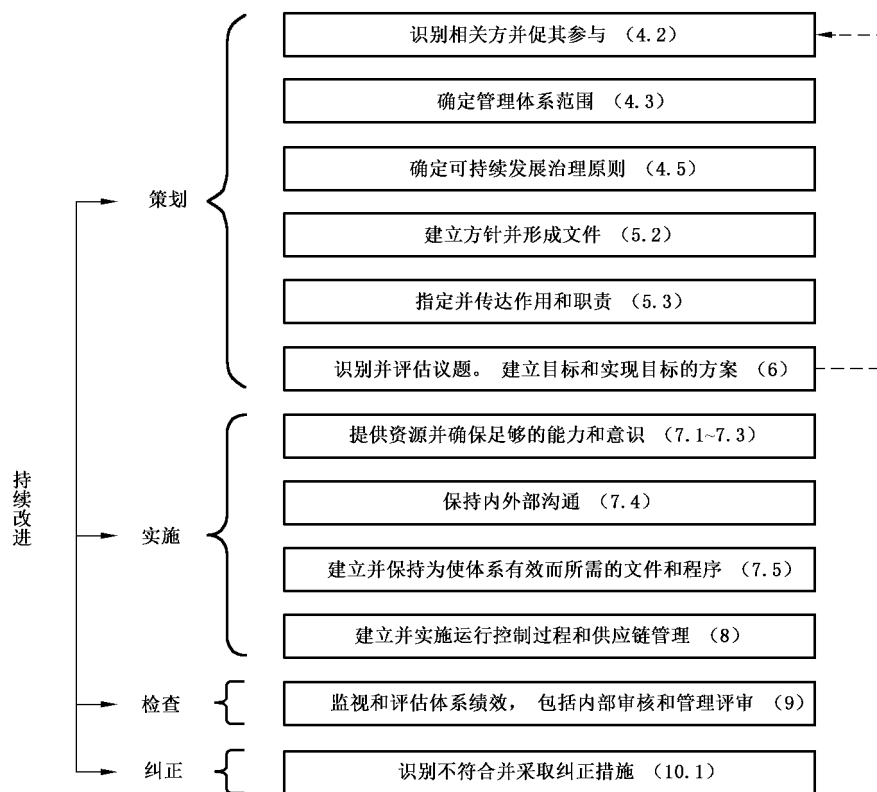 识别相关方并促其参与 （4.2）
确定管理体系范围 （4.3）
确定可持续发展治理原则 （4.5）
策划
建立方针并形成文件 （5.2）
指定并传达作用和职责 （5.3）
识别并评估议题。 建立目标和实现目标的方案 （6）
提供资源并确保足够的能力和意识 （7.1~7.3）
持续改进
保持内外部沟通 （7.4）
实施
建立并保持为使体系有效而所需的文件和程序 （7.5）
建立并实施运行控制过程和供应链管理 （8）
检查
监视和评估体系绩效， 包括内部审核和管理评审 （9）
纠正
识别不符合并采取纠正措施 （10.1）